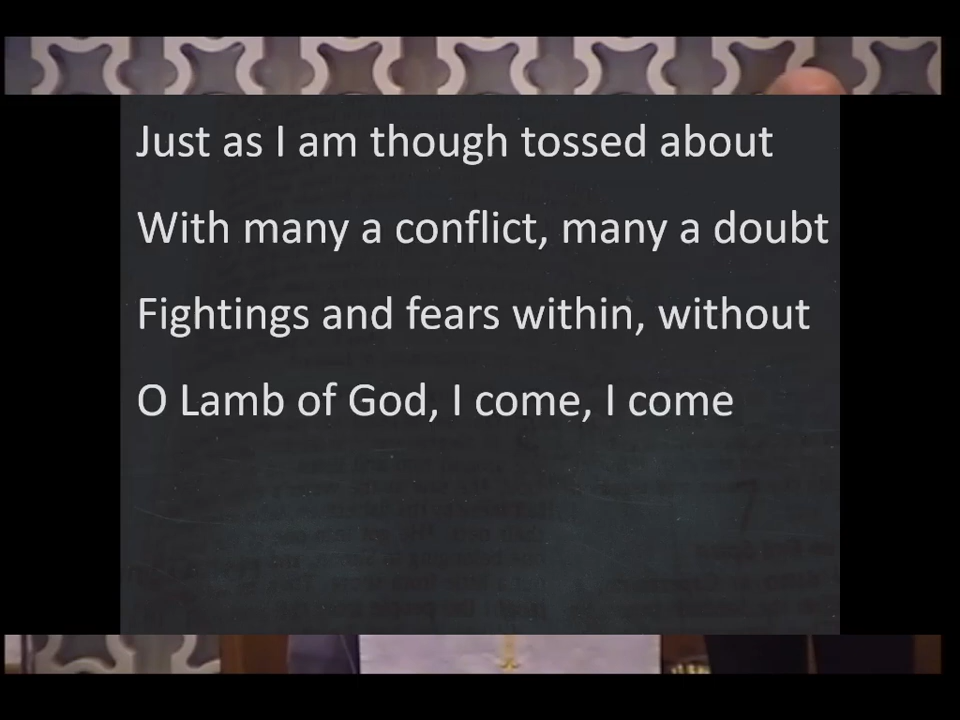 Just as I am though tossed about
With many a conflict, many a doubt
Fightings and fears within, without
O Lamb of God, I come, I come